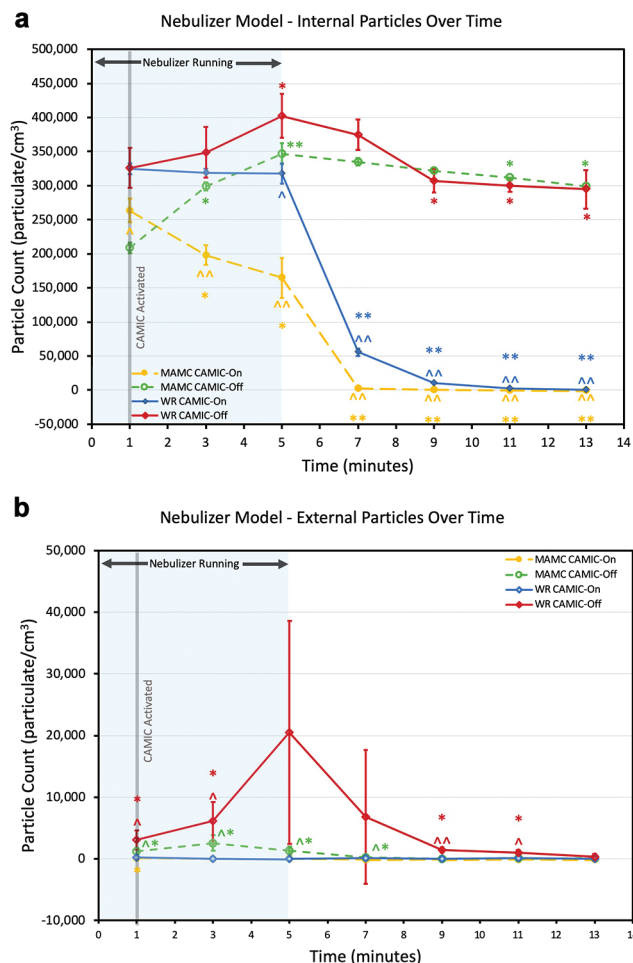 a
Nebulizer Model - Internal Particles Over Time
500,000
450,000
400,000
350,000
300,000
250,000
200,000
150,000
100,000
50,000
0
-50,000
Particle Count (particulate/cm³)
Nebulizer Running
CAMIC Activated
*
**
*
^
*
*
*
*
*
*
^
^^
*
^^
*
**
^^
**
^^
**
^^
**
^^
^^
**
^^
**
^^
**
^^
**
MAMC CAMIC-On
MAMC CAMIC-Off
WR CAMIC-On
WR CAMIC-Off
0 1 2 3 4 5 6 7 8 9 10 11 12 13 14
Time (minutes)
b
Nebulizer Model - External Particles Over Time
50,000
40,000
30,000
20,000
10,000
0
-10,000
Particle Count (particulate/cm³)
Nebulizer Running
CAMIC Activated
MAMC CAMIC-On
MAMC CAMIC-Off
WR CAMIC-On
WR CAMIC-Off
*
^
*
^
*
^^
*
^
^*
^*
^*
^*
*
0 1 2 3 4 5 6 7 8 9 10 11 12 13 14
Time (minutes)